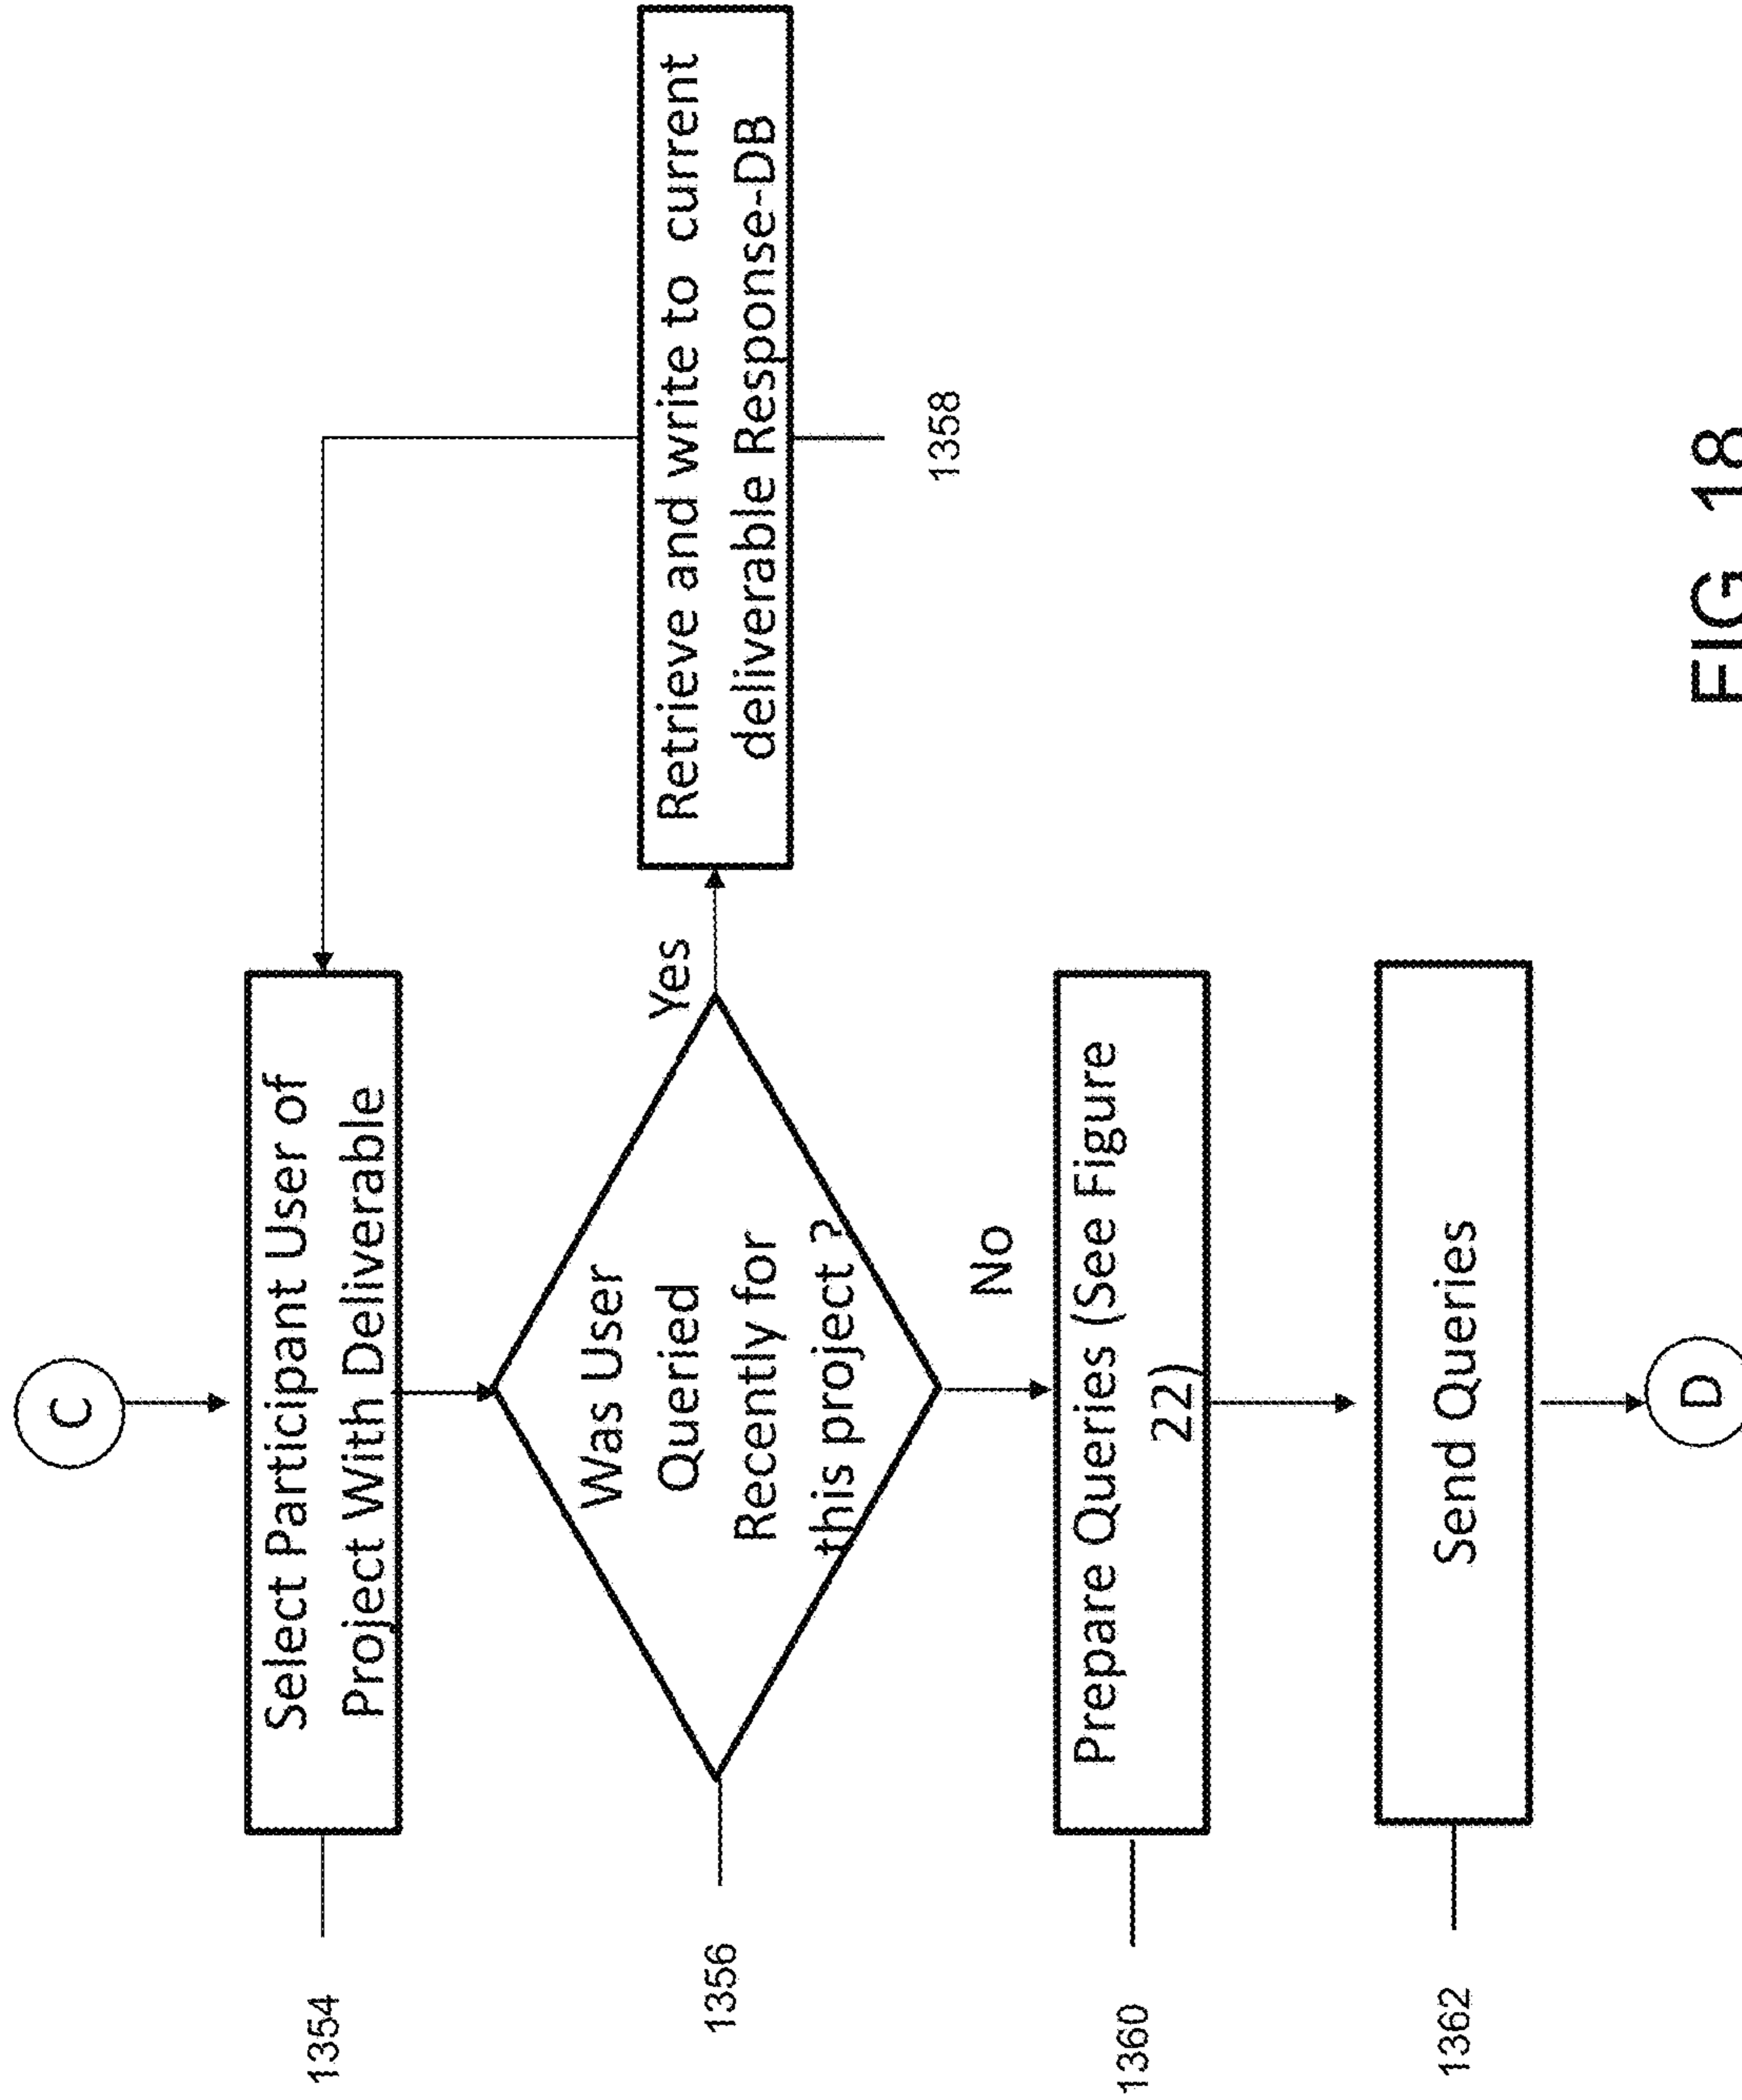 C
Select Participant User of
Project With Deliverable
1354
Was User
Queried
Recently for
this project ?
1356
Yes
Retrieve and write to current
deliverable Response-DB
1358
No
Prepare Queries (See Figure
22)
1360
Send Queries
1362
D
FIG 18